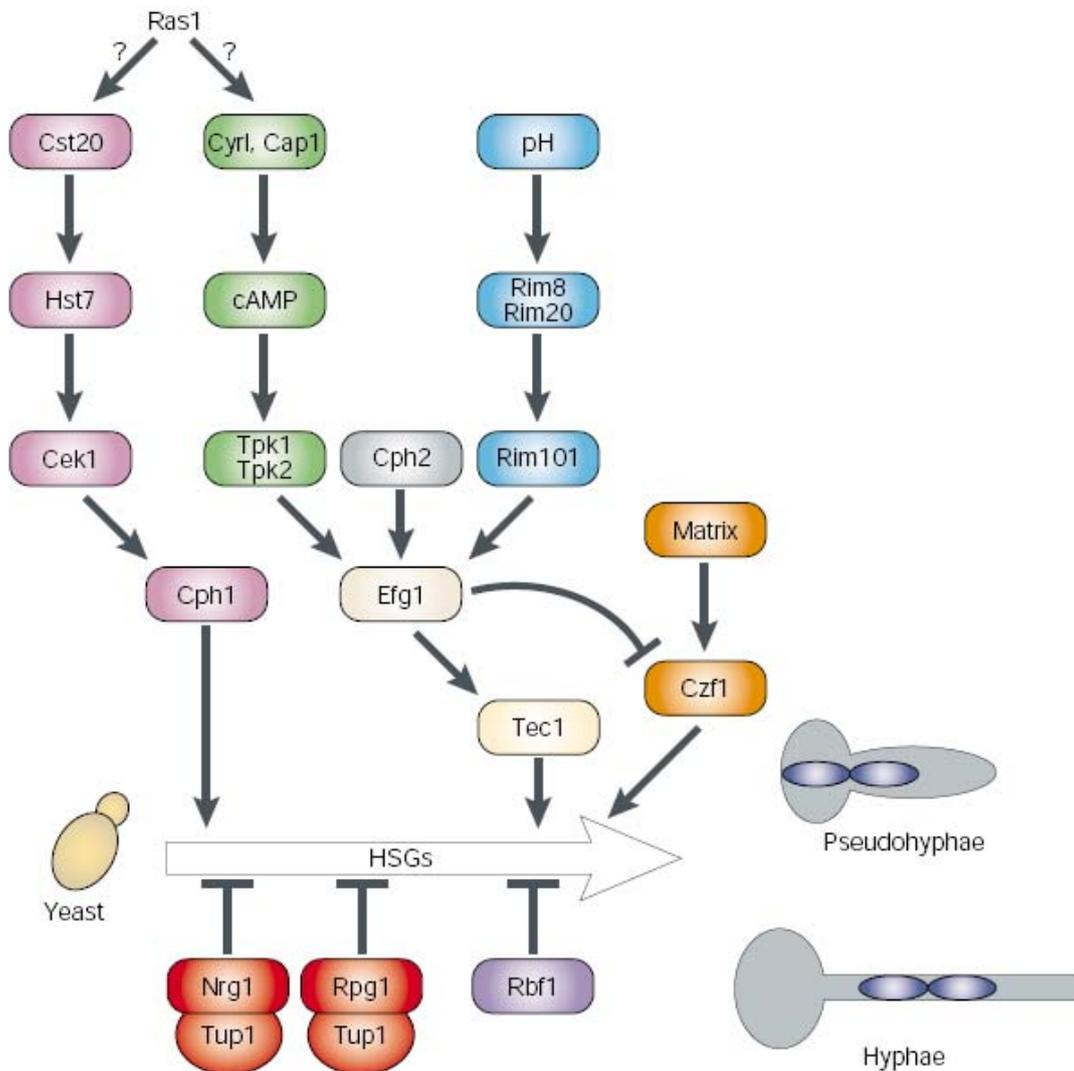 Ras1
? ?
Cst20
Cyrl, Cap1
pH
Hst7
cAMP
Rim8
Rim20
Cek1
Tpk1
Tpk2
Cph2
Rim101
Matrix
Cph1
Efg1
Czf1
Tec1
Pseudohyphae
HSGs
Yeast
Nrg1
Tup1
Rpg1
Tup1
Rbf1
Hyphae